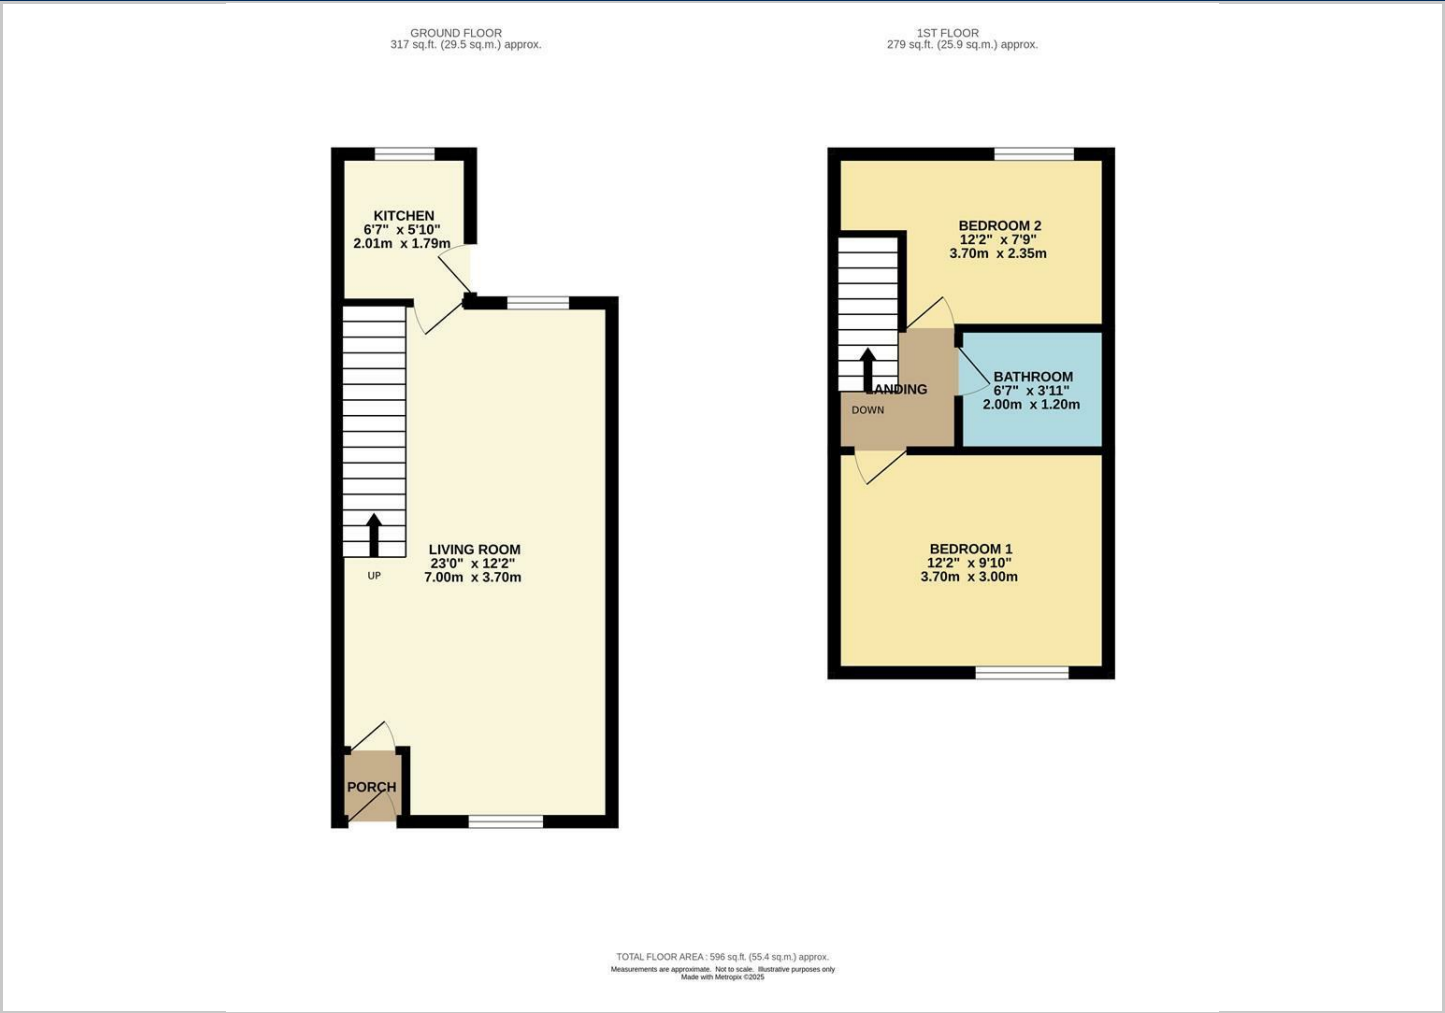 GROUND FLOOR
317 sq.ft. (29.5 sq.m.) approx.
1ST FLOOR
279 sq.ft. (25.9 sq.m.) approx.
KITCHEN
6'7" x 5'10"
2.01m x 1.79m
LIVING ROOM
23'0" x 12'2"
7.00m x 3.70m
UP
PORCH
BEDROOM 2
12'2" x 7'9"
3.70m x 2.35m
BATHROOM
6'7" x 3'11"
2.00m x 1.20m
LANDING
DOWN
BEDROOM 1
12'2" x 9'10"
3.70m x 3.00m
TOTAL FLOOR AREA : 596 sq.ft. (55.4 sq.m.) approx.
Measurements are approximate. Not to scale. Illustrative purposes only
Made with Metropix ©2025